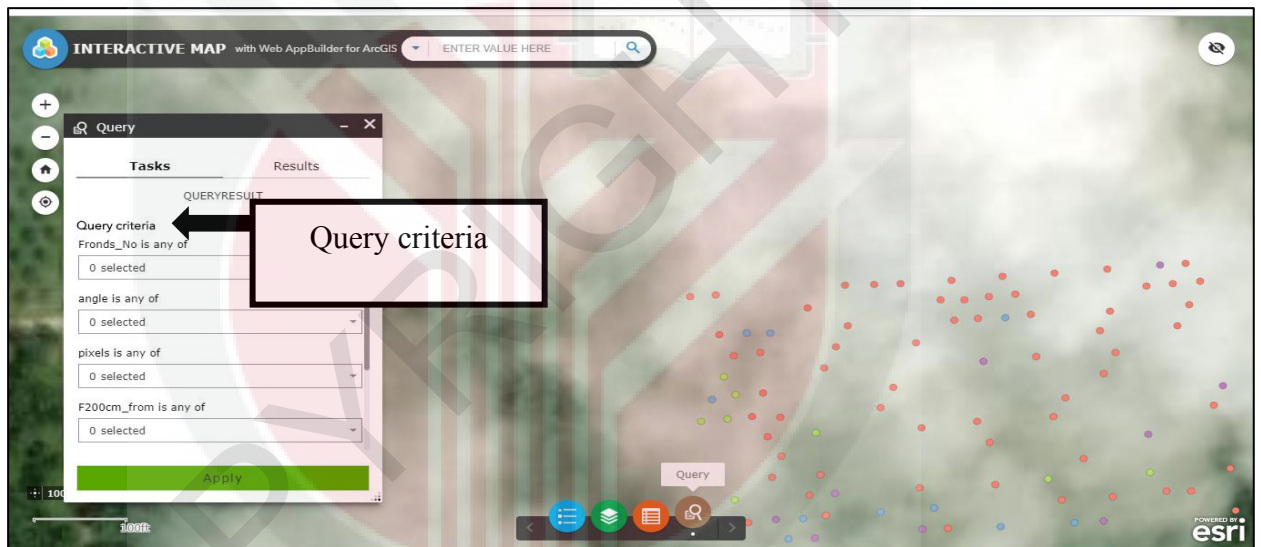 INTERACTIVE MAP with Web AppBuilder for ArcGIS ENTER VALUE HERE
Query
Tasks Results
QUERYRESULT
Query criteria
Fronds_No is any of
0 selected
angle is any of
0 selected
pixels is any of
0 selected
F200cm_from is any of
0 selected
Apply
Query criteria
Query
100
100ft
POWERED BY
esri
PYRIGHT